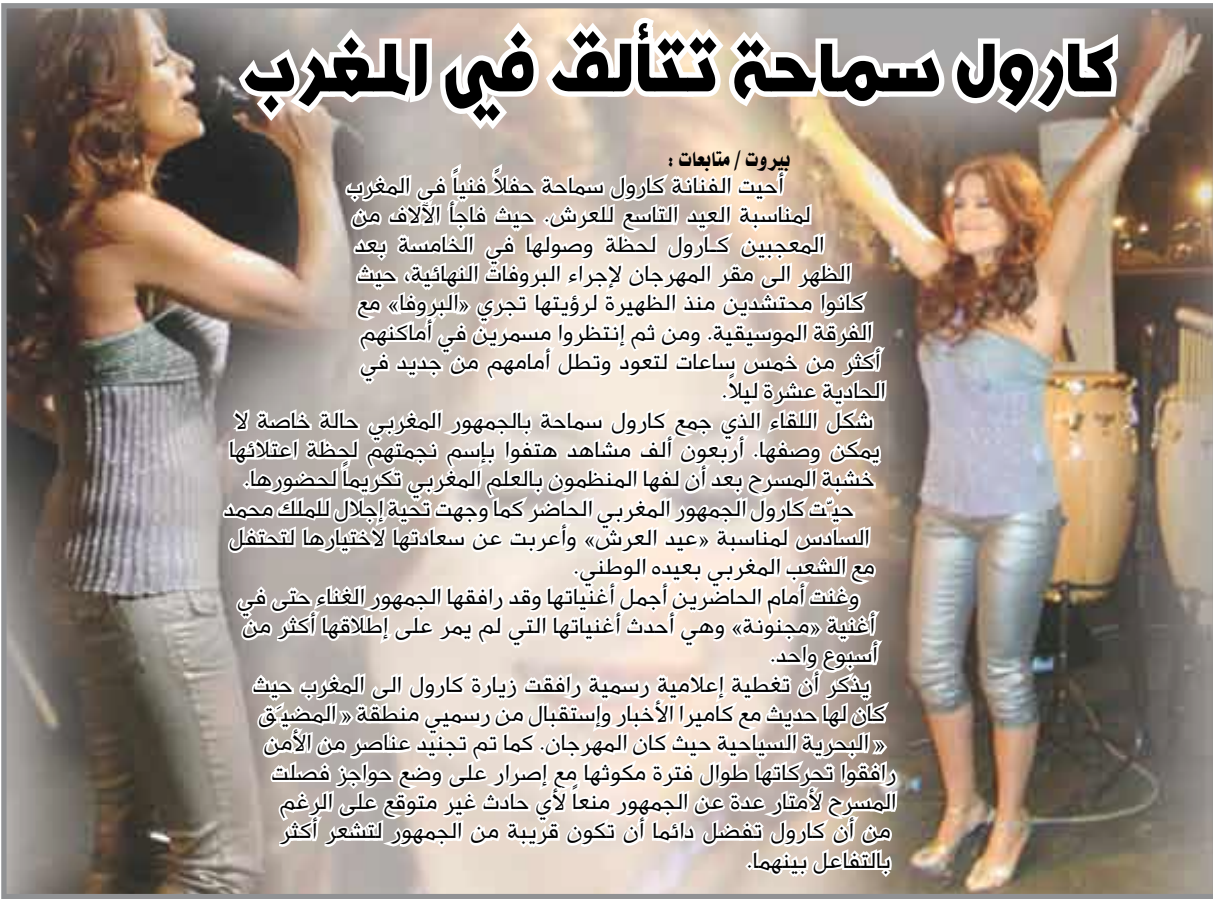 كارول سماحة تتألق في المغرب
بيروت / متابعات :
أحيت الفنانة كارول سماحة حفلاً فنياً في المغرب
لمناسبة العيد التاسع للعرش. حيث فاجأ الآلاف من
المعجبين كـارول لحظة وصولها في الخامسة بعد
الظهر الى مقر المهرجان لإجراء البروفات النهائية، حيث
كانوا محتشدين منذ الظهيرة لرؤيتها تجري «البروفا» مع
الفرقة الموسيقية. ومن ثم إنتظروا مسمرين في أماكنهم
أكثر من خمس ساعات لتعود وتطل أمامهم من جديد في
الحادية عشرة ليلاً.
شكل اللقاء الذي جمع كارول سماحة بالجمهور المغربي حالة خاصة لا
يمكن وصفها. أربعون ألف مشاهد هتفوا بإسم نجمتهم لحظة اعتلائها
خشبة المسرح بعد أن لفها المنظمون بالعلم المغربي تكريماً لحضورها.
حيّت كارول الجمهور المغربي الحاضر كما وجهت تحية إجلال للملك محمد
السادس لمناسبة «عيد العرش» وأعربت عن سعادتها لاختيارها لتحتفل
مع الشعب المغربي بعيده الوطني.
وغنت أمام الحاضرين أجمل أغنياتها وقد رافقها الجمهور الغناء حتى في
أغنية «مجنونة» وهي أحدث أغنياتها التي لم يمر على إطلاقها أكثر من
أسبوع واحد.
يذكر أن تغطية إعلامية رسمية رافقت زيارة كارول الى المغرب حيث
كان لها حديث مع كاميرا الأخبار وإستقبال من رسميي منطقة « المضيَق
« البحرية السياحية حيث كان المهرجان. كما تم تجنيد عناصر من الأمن
رافقوا تحركاتها طوال فترة مكوثها مع إصرار على وضع حواجز فصلت
المسرح لأمتار عدة عن الجمهور منعاً لأي حادث غير متوقع على الرغم
من أن كارول تفضل دائما أن تكون قريبة من الجمهور لتشعر أكثر
بالتفاعل بينهما.